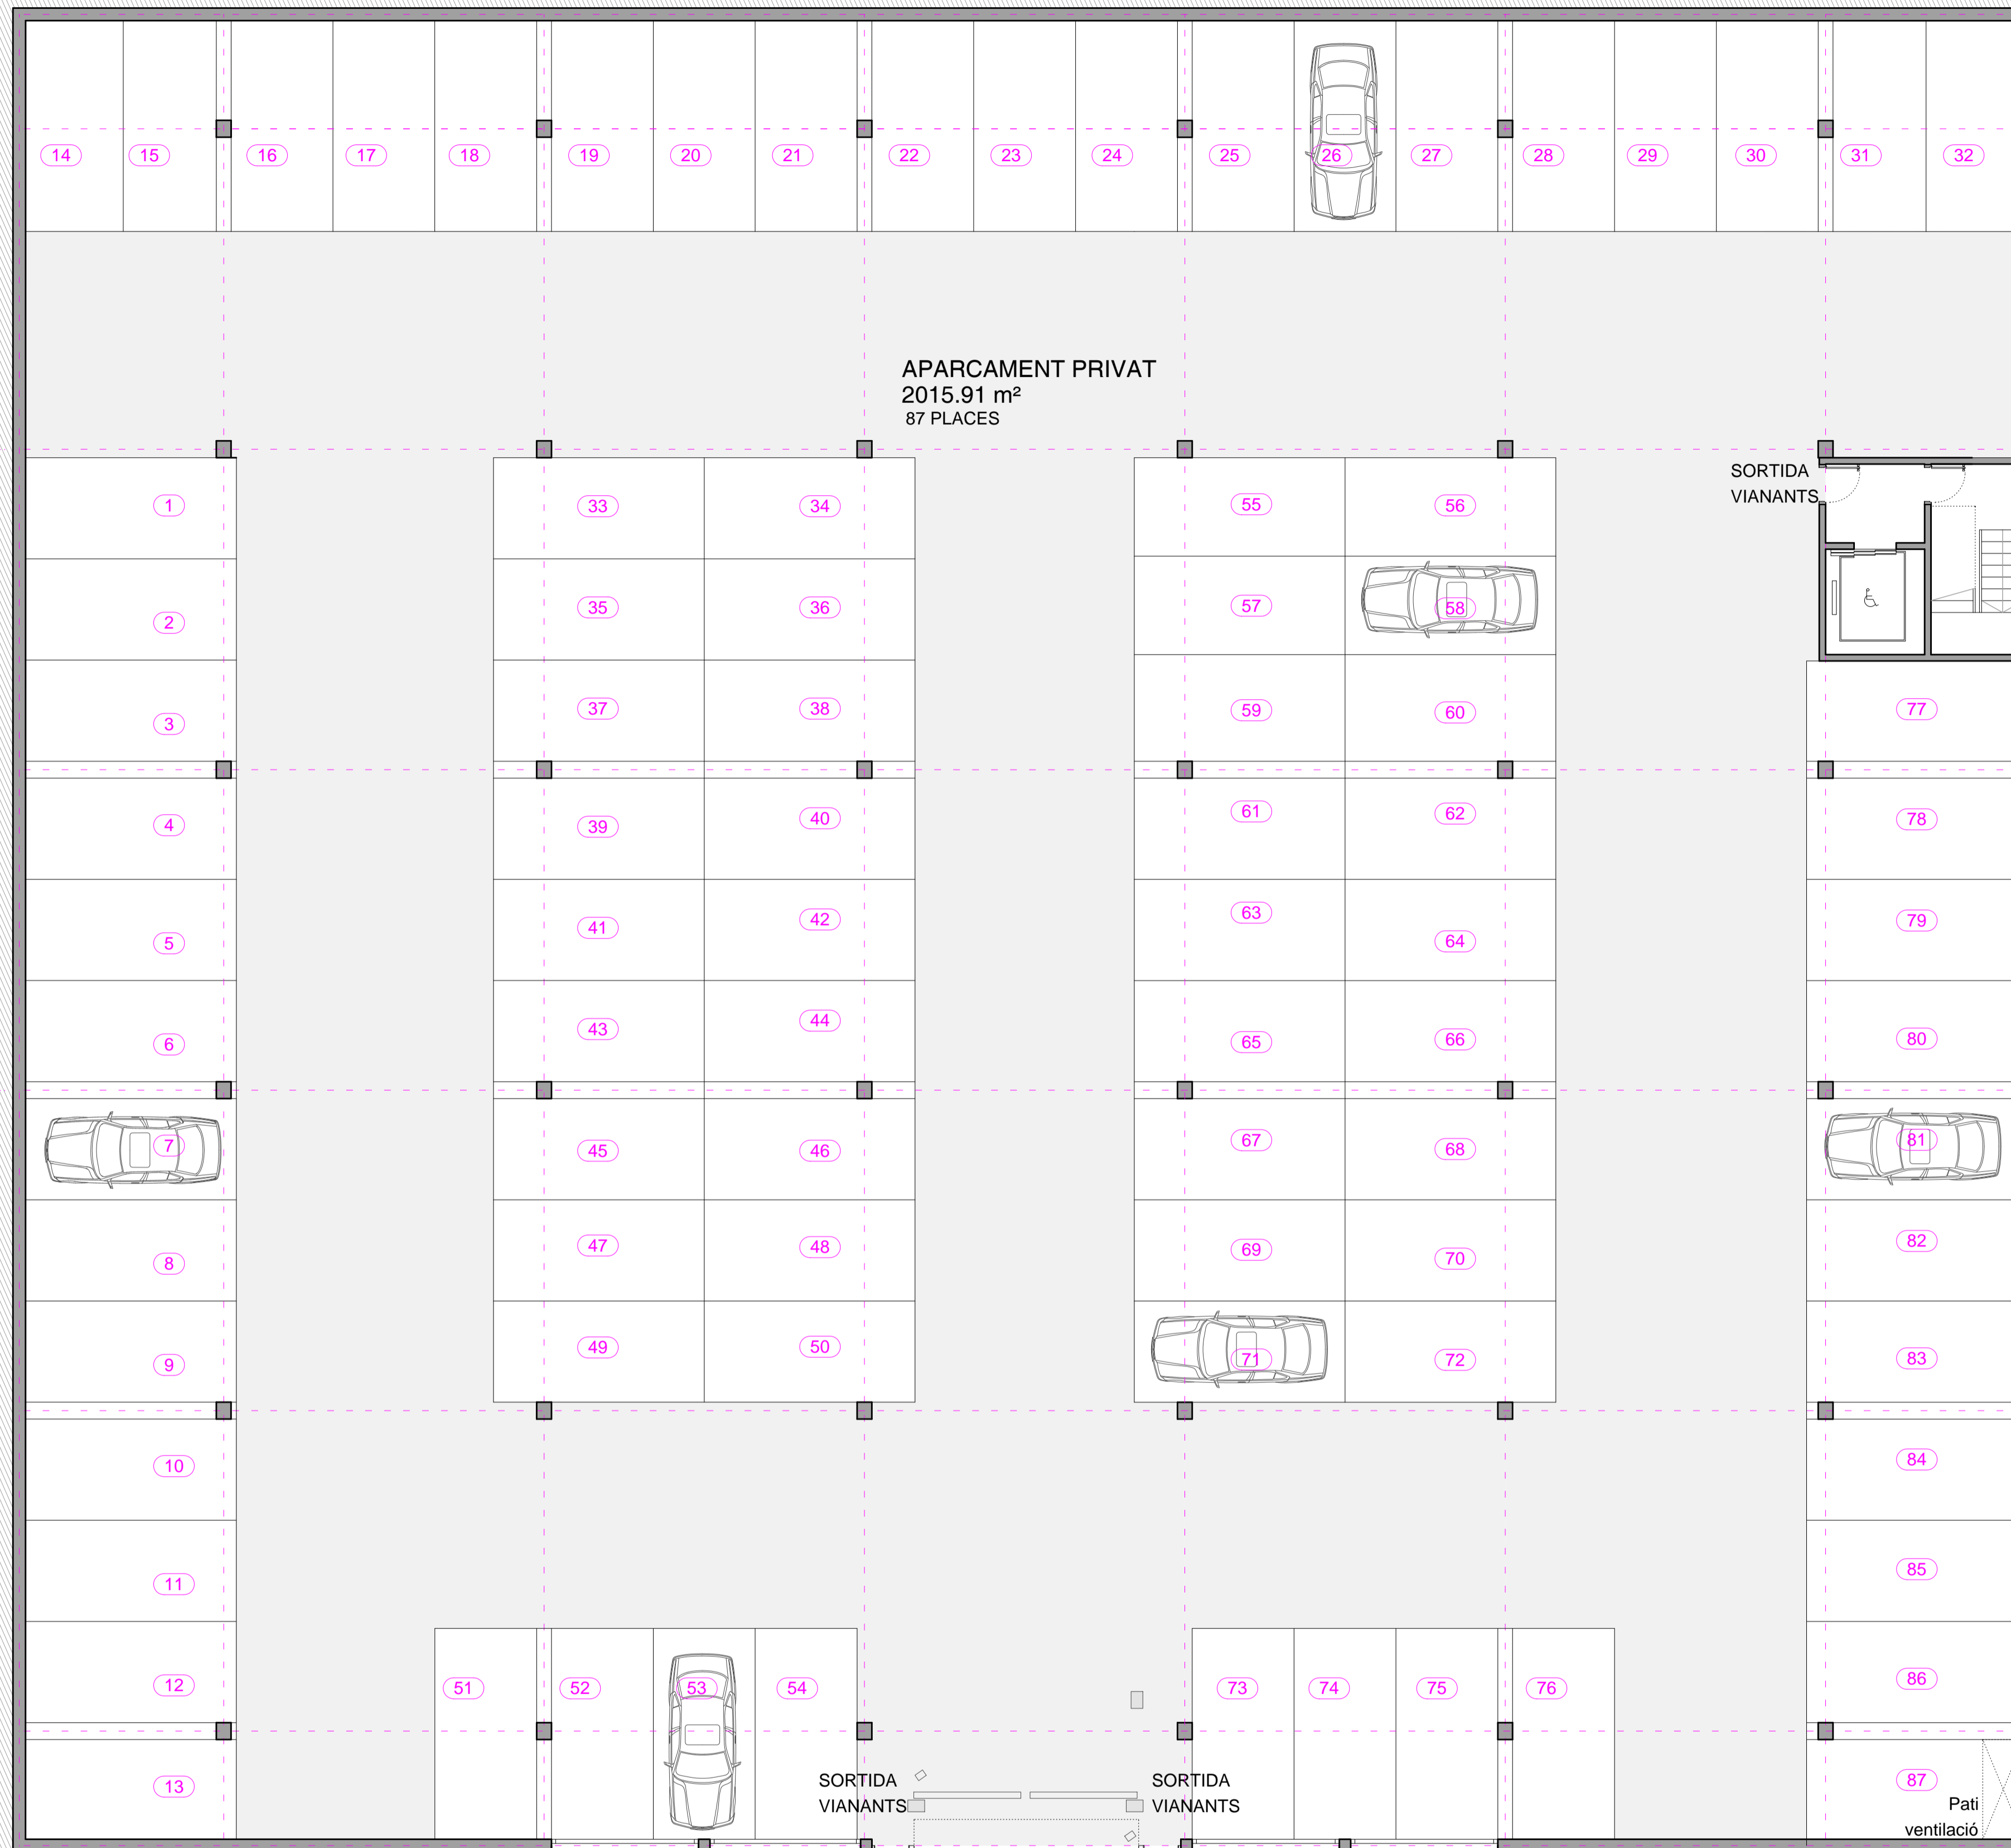 14 15 16 17 18 19 20 21 22 23 24 25 26 27 28 29 30 31 32
APARCAMENT PRIVAT
2015.91 m²
87 PLACES
SORTIDA
VIANANTS
1 33 34 55 56
2 35 36 57 58
3 37 38 59 60 77
4 39 40 61 62 78
5 41 42 63 64 79
6 43 44 65 66 80
7 45 46 67 68 81
8 47 48 69 70 82
9 49 50 71 72 83
10 84
11 85
12 51 52 53 54 73 74 75 76 86
13 87
SORTIDA
VIANANTS
SORTIDA
VIANANTS
Pati
ventilació